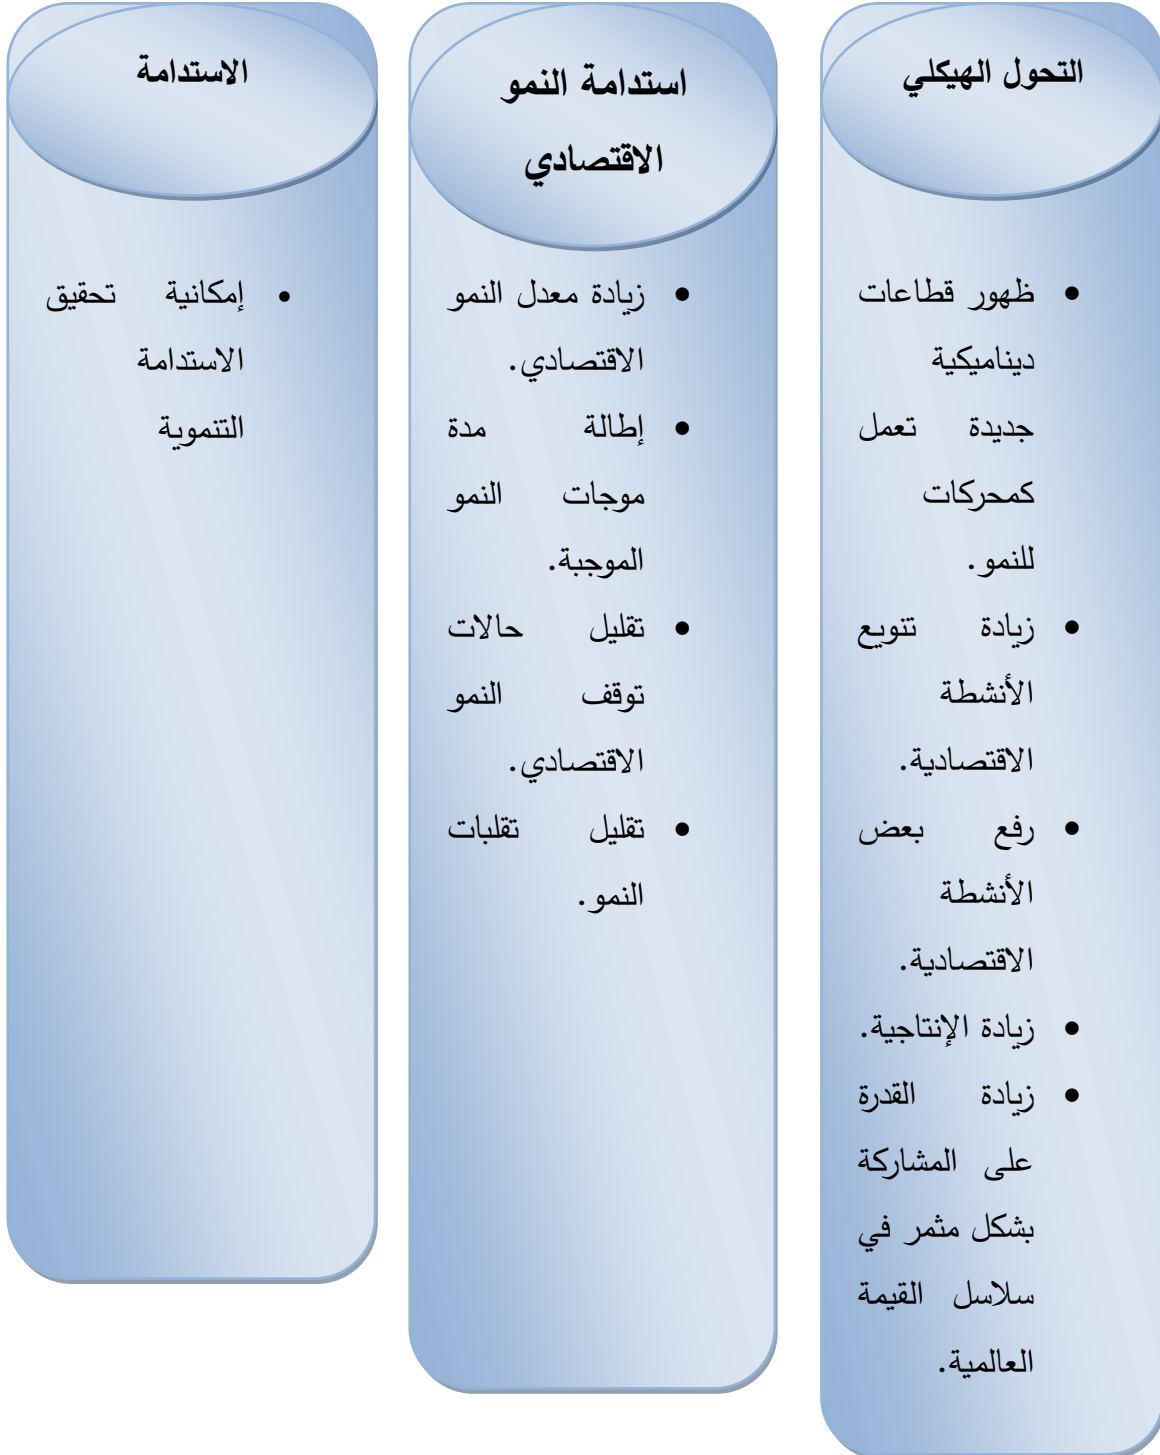 التحول الهيكلي
• ظهور قطاعات
ديناميكية
جديدة تعمل
كمحركات
للنمو.
• زيادة تنويع
الأنشطة
الاقتصادية.
• رفع بعض
الأنشطة
الاقتصادية.
• زيادة الإنتاجية.
• زيادة القدرة
على المشاركة
بشكل مثمر في
سلاسل القيمة
العالمية.
استدامة النمو
الاقتصادي
• زيادة معدل النمو
الاقتصادي.
• إطالة مدة
موجات النمو
الموجبة.
• تقليل حالات
توقف النمو
الاقتصادي.
• تقليل تقلبات
النمو.
الاستدامة
• إمكانية تحقيق
الاستدامة
التنموية